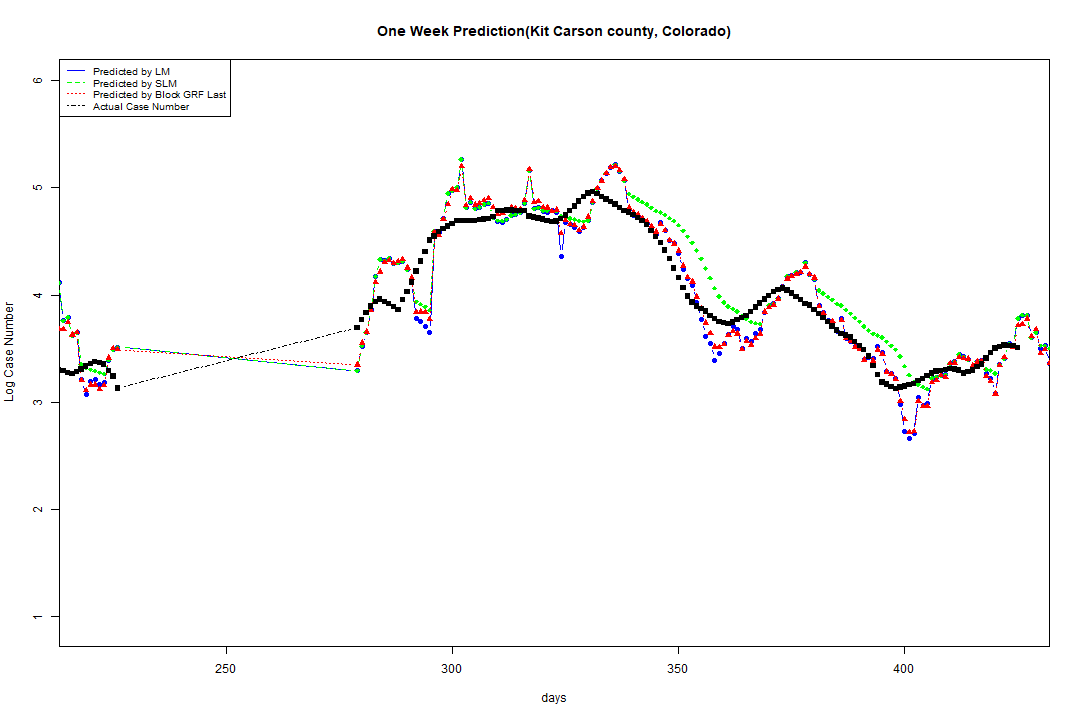 One Week Prediction(Kit Carson county, Colorado)
Predicted by LM
Predicted by SLM
Predicted by Block GRF Last
Actual Case Number
6
5
4
3
2
1
Log Case Number
250
300
350
400
days